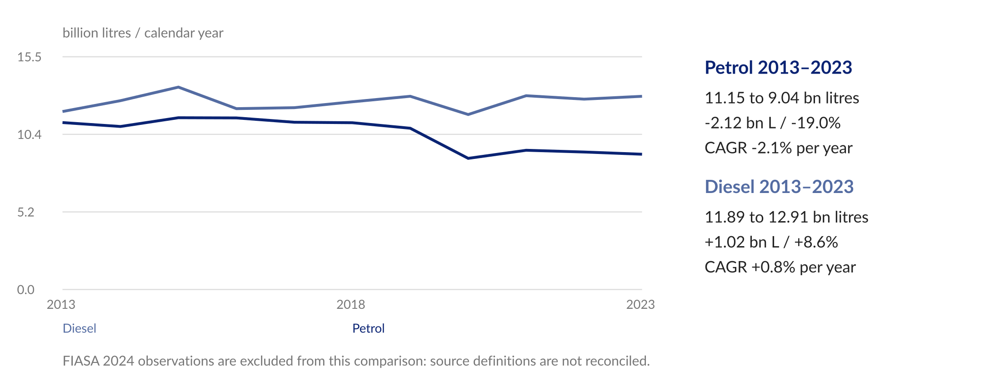 billion litres / calendar year
15.5
10.4
5.2
0.0
2013 2018 2023
Diesel Petrol
FIASA 2024 observations are excluded from this comparison: source definitions are not reconciled.
Petrol 2013–2023
11.15 to 9.04 bn litres
-2.12 bn L / -19.0%
CAGR -2.1% per year
Diesel 2013–2023
11.89 to 12.91 bn litres
+1.02 bn L / +8.6%
CAGR +0.8% per year